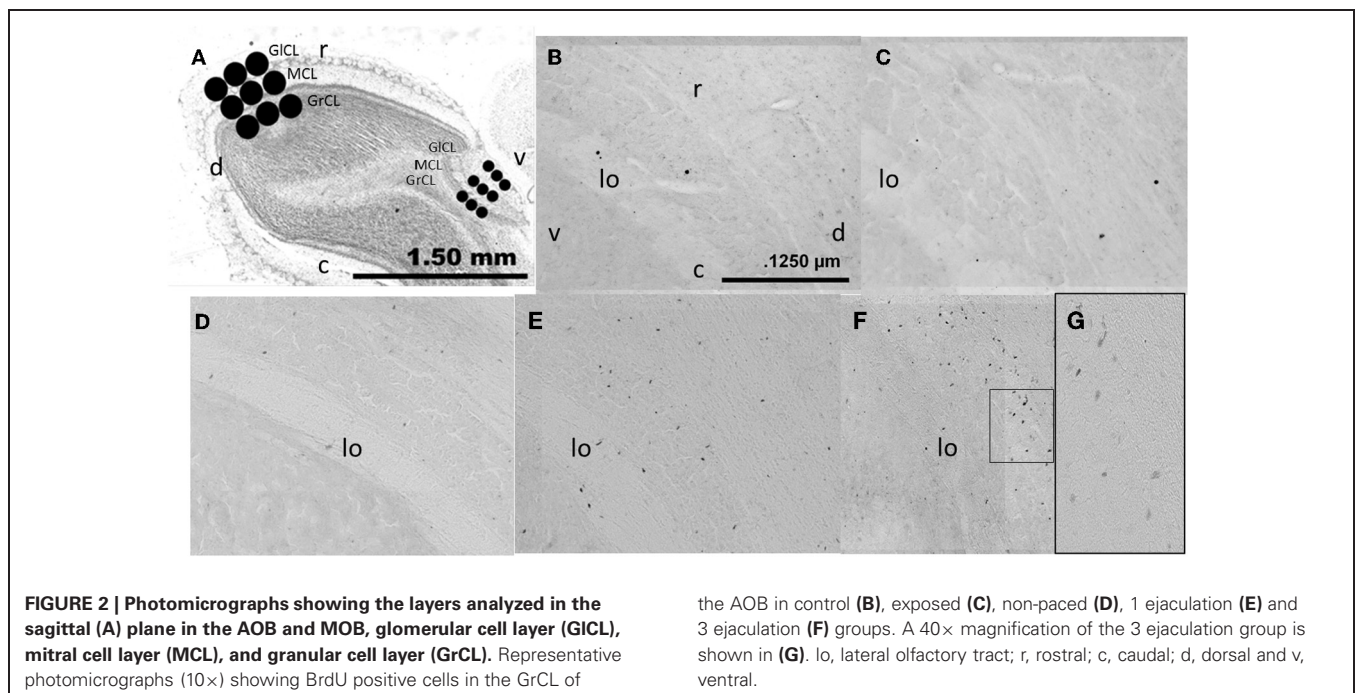 A
GlCL
r
MCL
GrCL
d
GlCL
MCL
GrCL
v
c
1.50 mm
B
r
lo
v
d
c
.1250 µm
C
lo
D
lo
E
lo
F
lo
G
FIGURE 2 | Photomicrographs showing the layers analyzed in the
sagittal (A) plane in the AOB and MOB, glomerular cell layer (GlCL),
mitral cell layer (MCL), and granular cell layer (GrCL). Representative
photomicrographs (10×) showing BrdU positive cells in the GrCL of
the AOB in control (B), exposed (C), non-paced (D), 1 ejaculation (E) and
3 ejaculation (F) groups. A 40× magnification of the 3 ejaculation group is
shown in (G). lo, lateral olfactory tract; r, rostral; c, caudal; d, dorsal and v,
ventral.